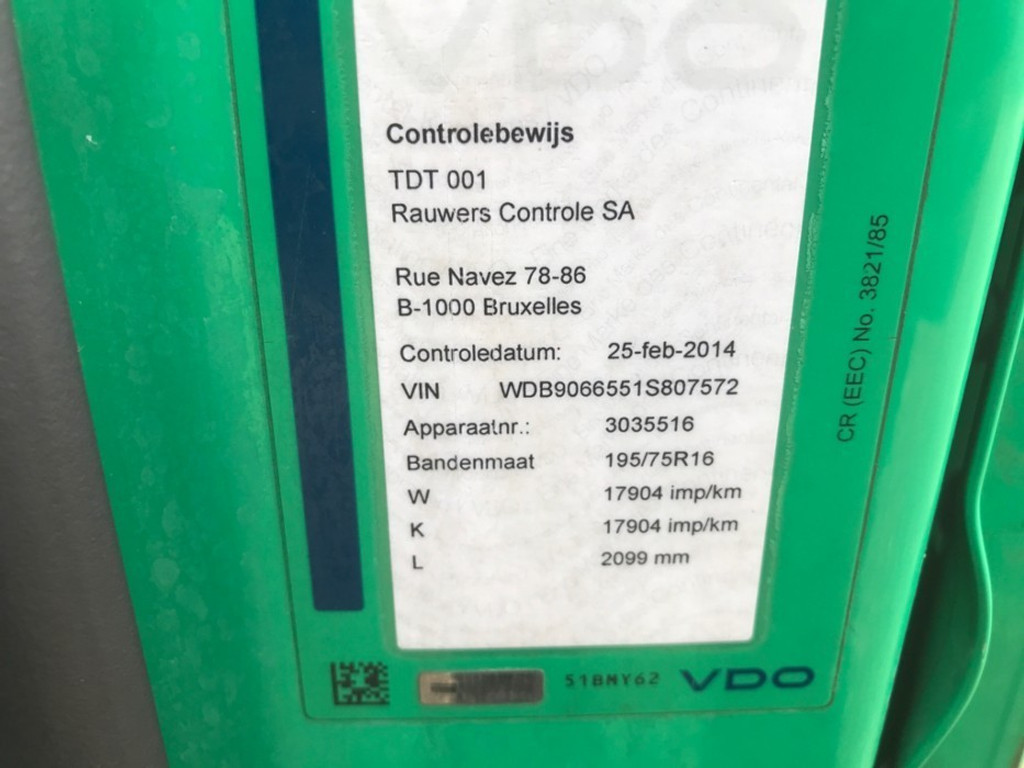 Controlebewijs
TDT 001
Rauwers Controle SA
Rue Navez 78-86
B-1000 Bruxelles
Controledatum: 25-feb-2014
VIN WDB9066551S807572
Apparaatnr.: 3035516
Bandenmaat 195/75R16
W 17904 imp/km
K 17904 imp/km
L 2099 mm
CR (EEC) No. 3821/85
51BMY62 VDO